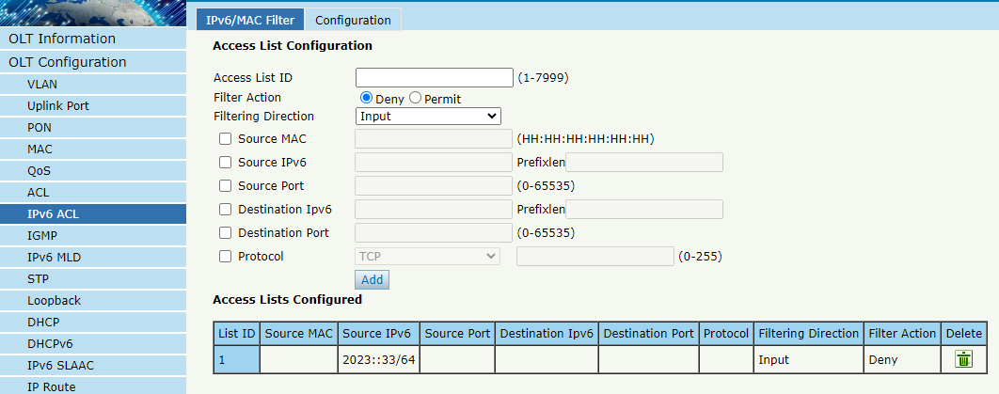 IPv6/MAC Filter Configuration
OLT Information
OLT Configuration
VLAN
Uplink Port
PON
MAC
QoS
ACL
IPv6 ACL
IGMP
IPv6 MLD
STP
Loopback
DHCP
DHCPv6
IPv6 SLAAC
IP Route
Access List Configuration
Access List ID (1-7999)
Filter Action Deny Permit
Filtering Direction Input
Source MAC (HH:HH:HH:HH:HH:HH)
Source IPv6 Prefixlen
Source Port (0-65535)
Destination Ipv6 Prefixlen
Destination Port (0-65535)
Protocol TCP (0-255)
Add
Access Lists Configured
List ID Source MAC Source IPv6 Source Port Destination Ipv6 Destination Port Protocol Filtering Direction Filter Action Delete
1 2023::33/64 Input Deny